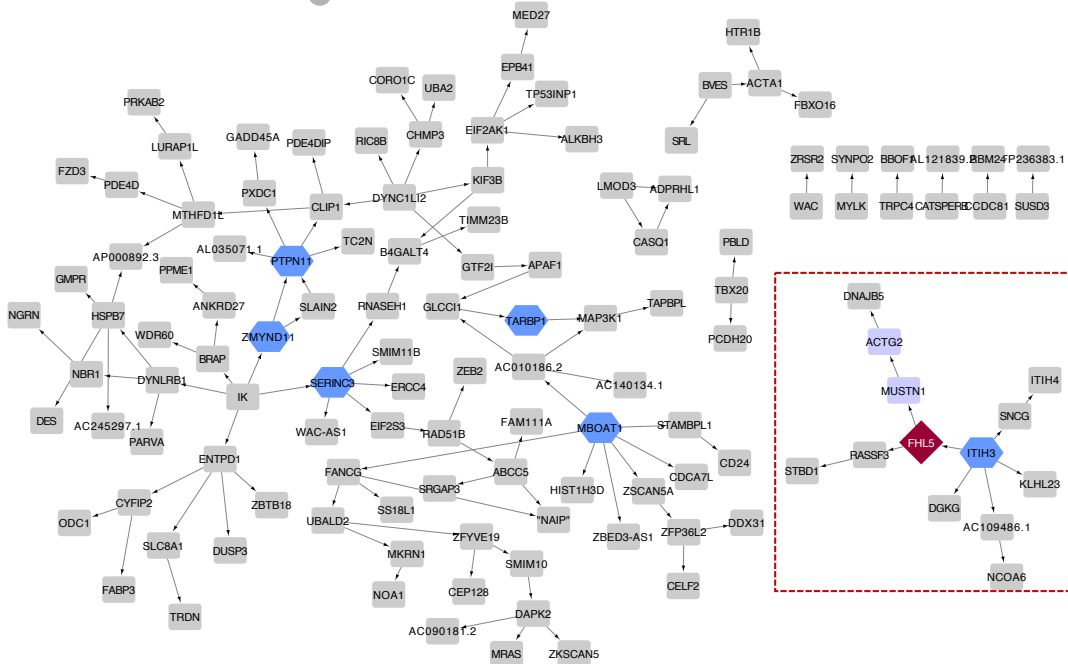 MED27
HTR1B
EPB41
CORO1C
UBA2
BVES
ACTA1
TP53INP1
FBXO16
PRKAB2
GADD45A
PDE4DIP
RIC8B
CHMP3
EIF2AK1
ALKBH3
SRL
LURAP1L
ZRSR2
SYNPO2
BBOF1
AL121839.2
BBM24
FP236383.1
FZD3
PDE4D
PXDC1
CLIP1
DYNC1LI2
KIF3B
LMOD3
ADPRHL1
MTHFD1L
TIMM23B
WAC
MYLK
TRPC4
CATSPERB
CCDC81
SUSD3
AL035071.1
TC2N
B4GALT4
CASQ1
PBLD
AP000892.3
PTPN11
GTF2I
APAF1
GMPR
PPME1
TBX20
DNAJB5
NGRN
HSPB7
ANKRD27
SLAIN2
RNASEH1
GLCCI1
TARBP1
MAP3K1
TAPBPL
WDR60
ZMYND11
PCDH20
ACTG2
BRAP
SMIM11B
NBR1
DYNLRB1
SERINC3
ERCC4
ZEB2
AC010186.2
AC140134.1
ITIH4
IK
MUSTN1
DES
AC245297.1
PARVA
WAC-AS1
EIF2S3
RAD51B
FAM111A
MBOAT1
STAMBPL1
SNCG
FHL5
ITIH3
ENTPD1
FANCG
ABCC5
CD24
STBD1
RASSF3
CYFIP2
ZBTB18
SRGAP3
HIST1H3D
ZSCAN5A
CDCA7L
KLHL23
DGKG
ODC1
SS18L1
"NAIP"
UBALD2
ZFP36L2
DDX31
AC109486.1
SLC8A1
DUSP3
ZFYVE19
ZBED3-AS1
MKRN1
SMIM10
NCOA6
FABP3
NOA1
CEP128
CELF2
TRDN
DAPK2
AC090181.2
MRAS
ZKSCAN5